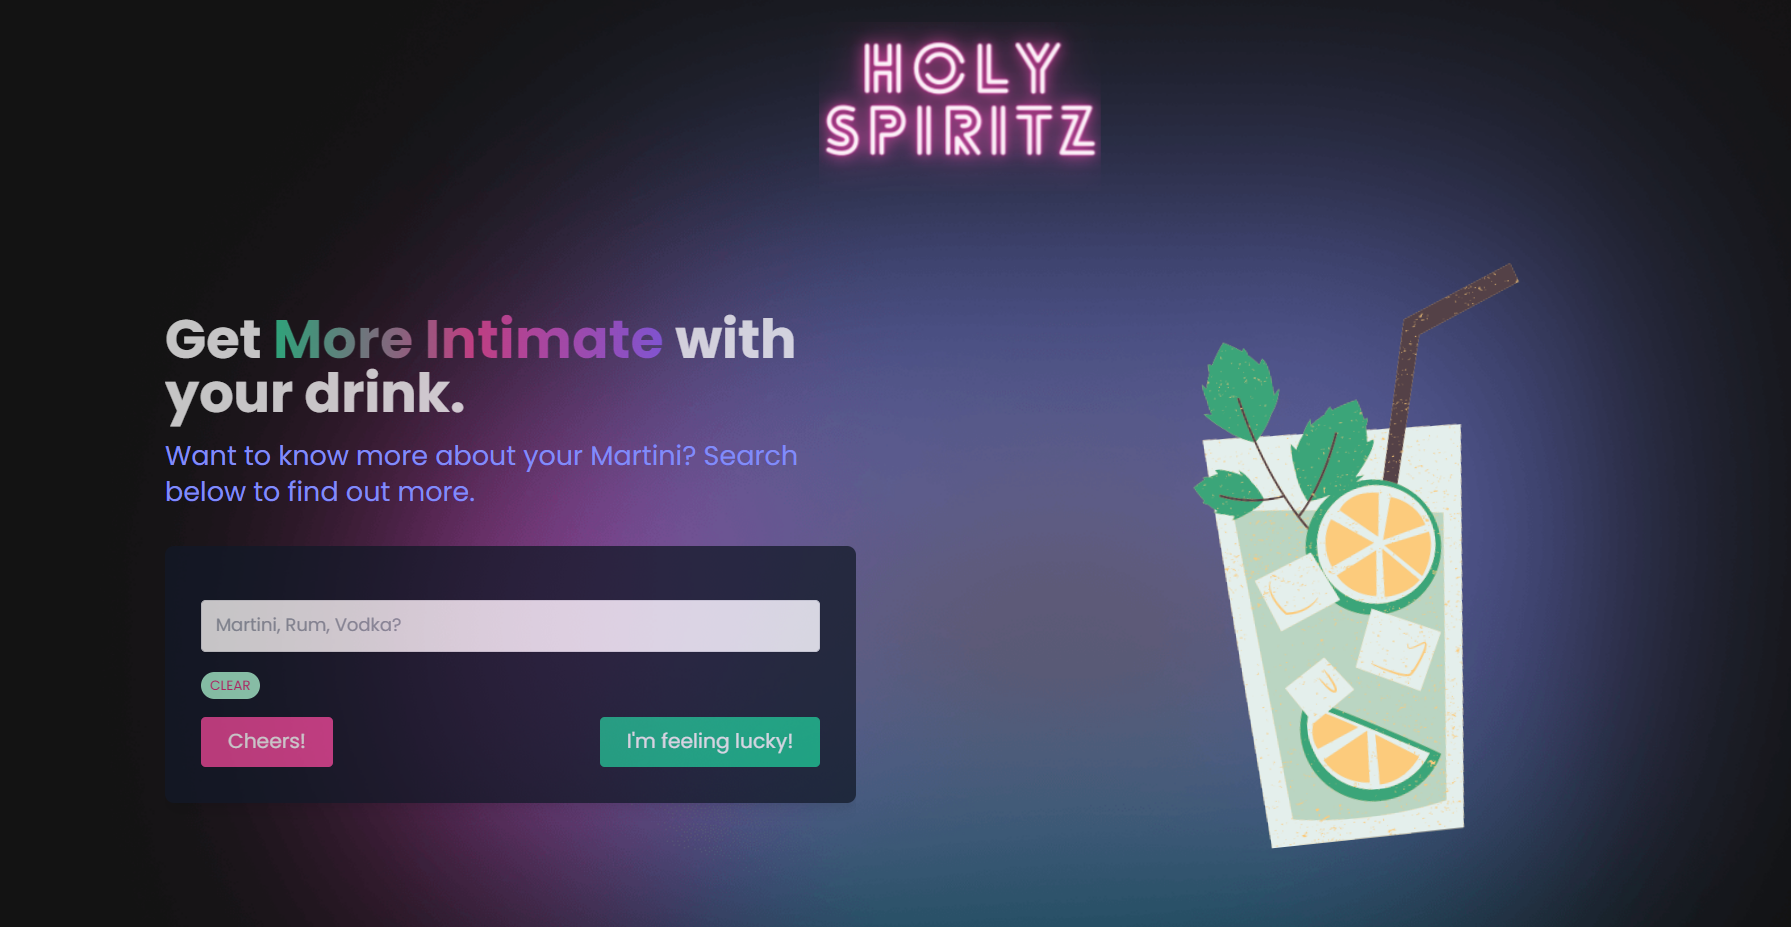 HOLY
SPIRITZ
Get More Intimate with
your drink.
Want to know more about your Martini? Search
below to find out more.
Martini, Rum, Vodka?
CLEAR
Cheers!
I'm feeling lucky!